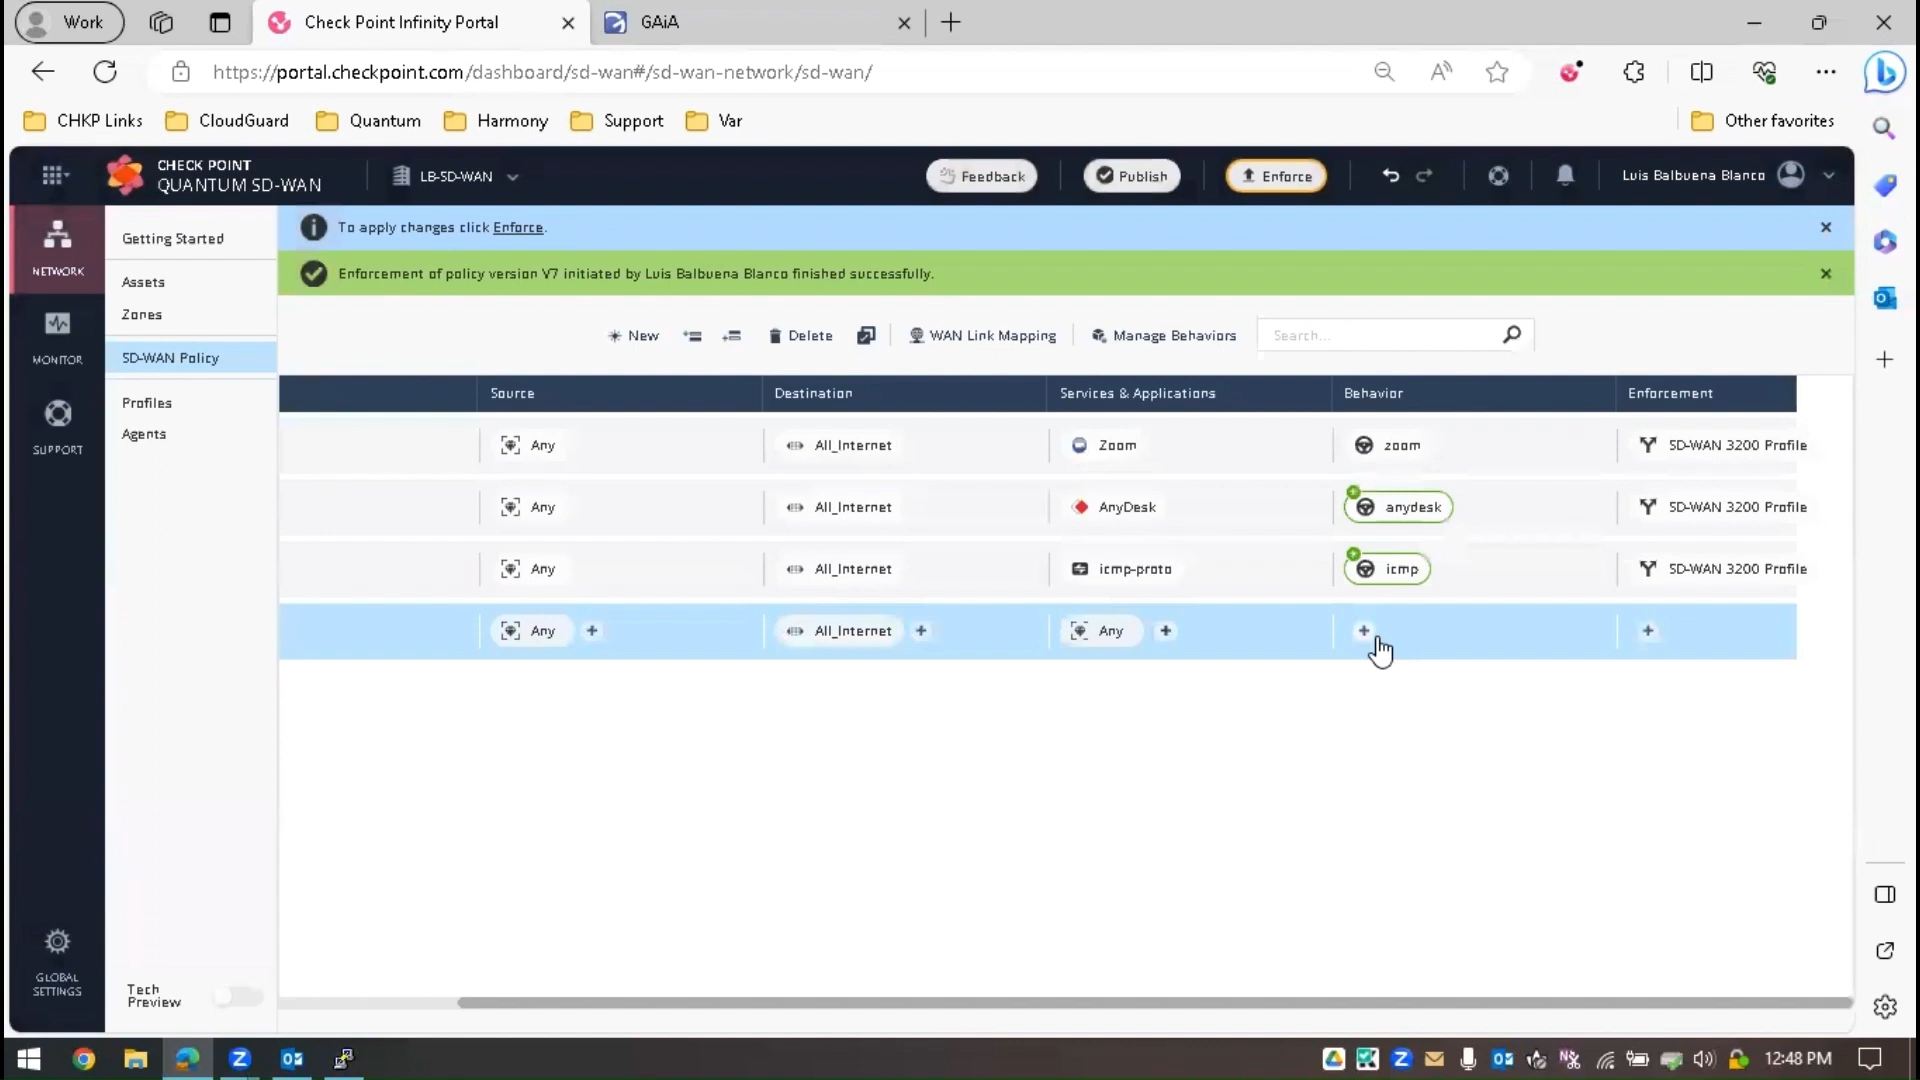 Work
Check Point Infinity Portal
GAiA
https://portal.checkpoint.com/dashboard/sd-wan#/sd-wan-network/sd-wan/
CHKP Links
CloudGuard
Quantum
Harmony
Support
Var
Other favorites
CHECK POINT
QUANTUM SD-WAN
LB-SD-WAN
Feedback
Publish
Enforce
Luis Balbuena Blanco
NETWORK
MONITOR
SUPPORT
GLOBAL
SETTINGS
Getting Started
Assets
Zones
SD-WAN Policy
Profiles
Agents
Tech
Preview
To apply changes click Enforce.
Enforcement of policy version V7 initiated by Luis Balbuena Blanco finished successfully.
New
Delete
WAN Link Mapping
Manage Behaviors
Search...
Source Destination Services & Applications Behavior Enforcement
Any All_Internet Zoom zoom SD-WAN 3200 Profile
Any All_Internet AnyDesk anydesk SD-WAN 3200 Profile
Any All_Internet icmp-proto icmp SD-WAN 3200 Profile
Any All_Internet Any
12:48 PM